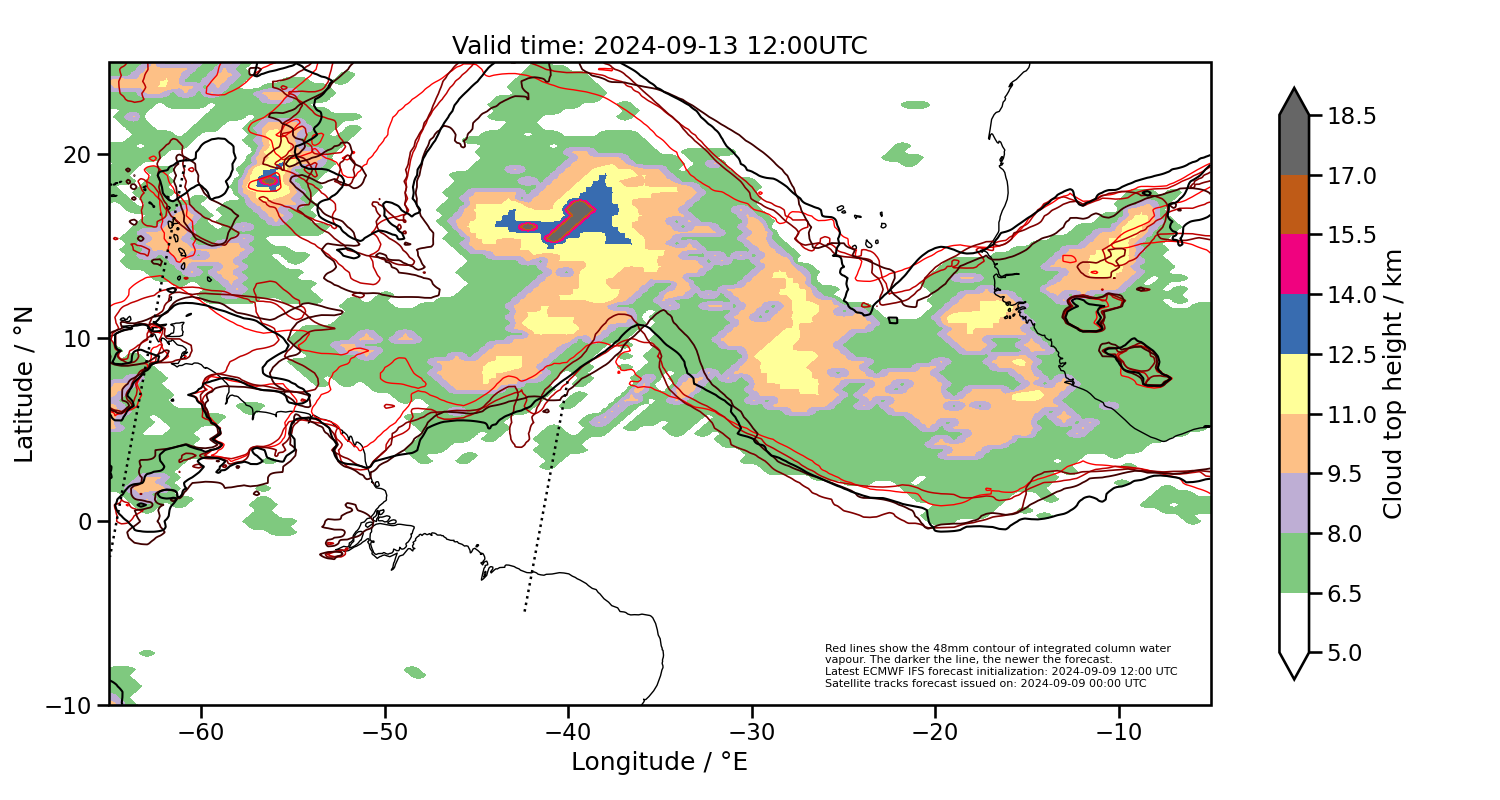 Valid time: 2024-09-13 12:00UTC
20
10
0
−10
Latitude / °N
−60
−50
−40
−30
−20
−10
Longitude / °E
Red lines show the 48mm contour of integrated column water
vapour. The darker the line, the newer the forecast.
Latest ECMWF IFS forecast initialization: 2024-09-09 12:00 UTC
Satellite tracks forecast issued on: 2024-09-09 00:00 UTC
18.5
17.0
15.5
14.0
12.5
11.0
9.5
8.0
6.5
5.0
Cloud top height / km